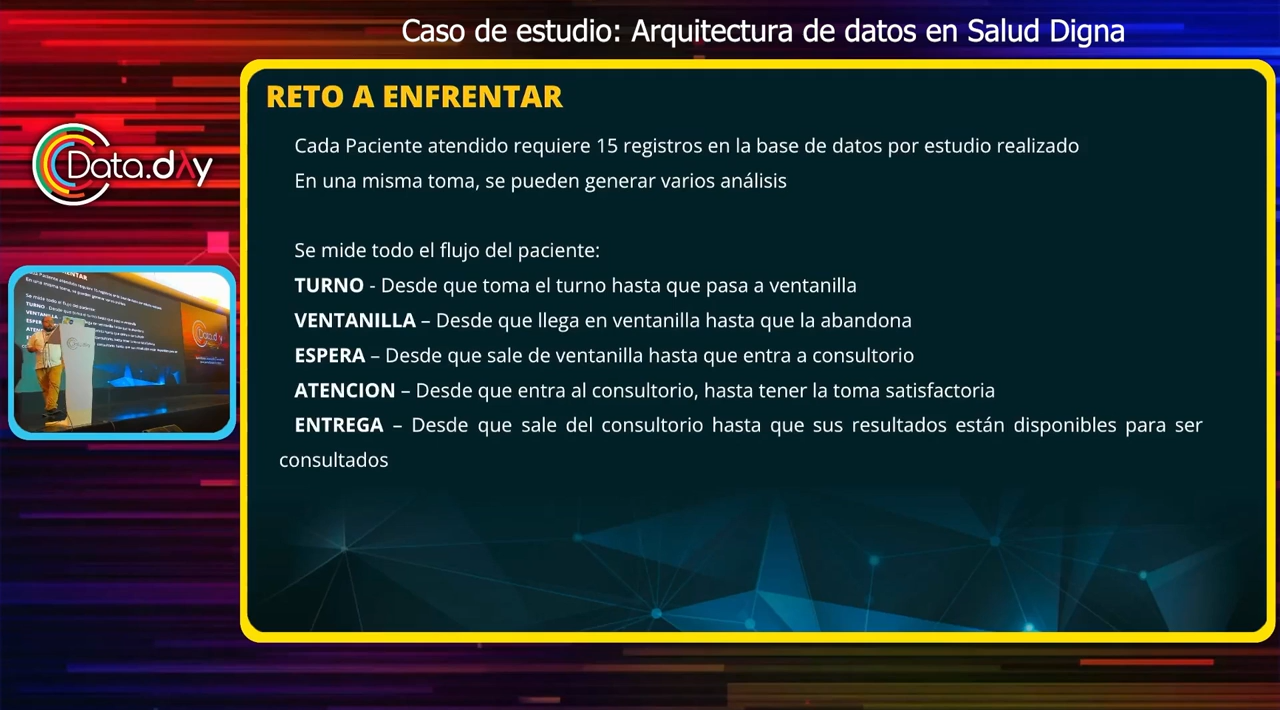 Caso de estudio: Arquitectura de datos en Salud Digna
Data.dλy
RETO A ENFRENTAR
Cada Paciente atendido requiere 15 registros en la base de datos por estudio realizado
En una misma toma, se pueden generar varios análisis
Se mide todo el flujo del paciente:
TURNO - Desde que toma el turno hasta que pasa a ventanilla
VENTANILLA – Desde que llega en ventanilla hasta que la abandona
ESPERA – Desde que sale de ventanilla hasta que entra a consultorio
ATENCION – Desde que entra al consultorio, hasta tener la toma satisfactoria
ENTREGA – Desde que sale del consultorio hasta que sus resultados están disponibles para ser
consultados